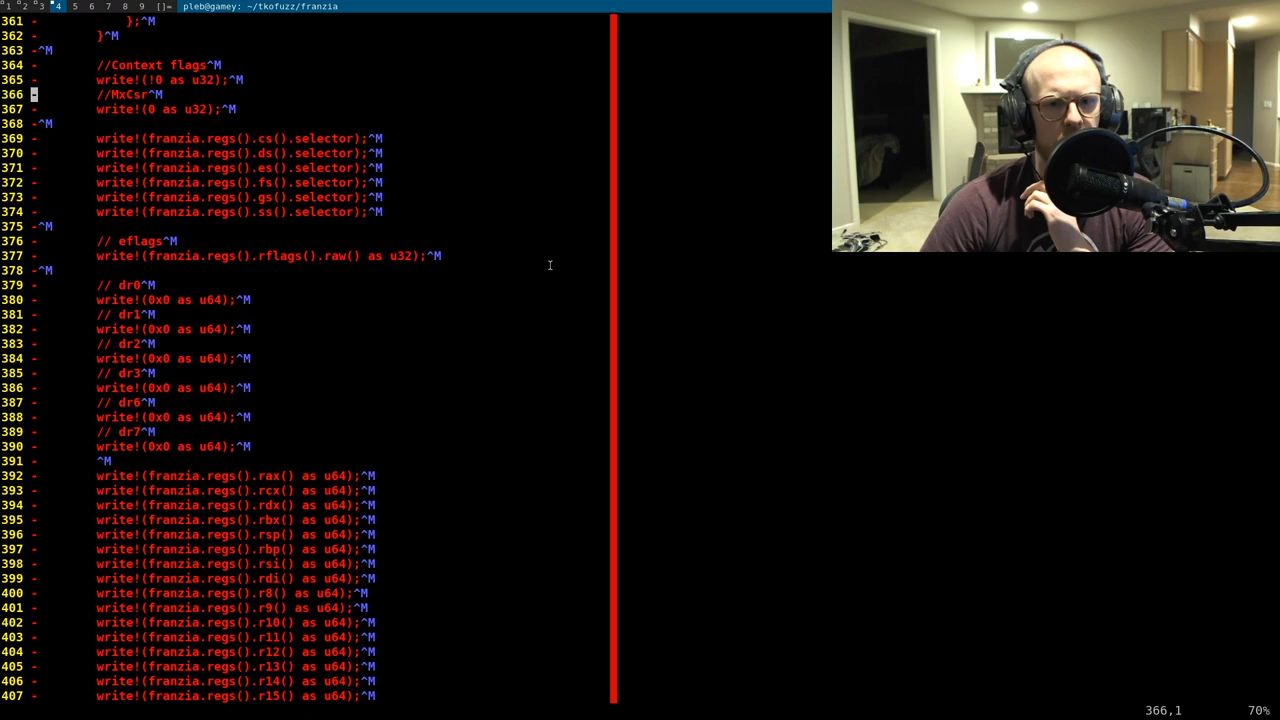 1 2 3 4 5 6 7 8 9 []= pleb@gamey: ~/tkofuzz/franzia
361 - };^M
362 - }^M
363 -^M
364 - //Context flags^M
365 - write!(!0 as u32);^M
366 - //MxCsr^M
367 - write!(0 as u32);^M
368 -^M
369 - write!(franzia.regs().cs().selector);^M
370 - write!(franzia.regs().ds().selector);^M
371 - write!(franzia.regs().es().selector);^M
372 - write!(franzia.regs().fs().selector);^M
373 - write!(franzia.regs().gs().selector);^M
374 - write!(franzia.regs().ss().selector);^M
375 -^M
376 - // eflags^M
377 - write!(franzia.regs().rflags().raw() as u32);^M
378 -^M
379 - // dr0^M
380 - write!(0x0 as u64);^M
381 - // dr1^M
382 - write!(0x0 as u64);^M
383 - // dr2^M
384 - write!(0x0 as u64);^M
385 - // dr3^M
386 - write!(0x0 as u64);^M
387 - // dr6^M
388 - write!(0x0 as u64);^M
389 - // dr7^M
390 - write!(0x0 as u64);^M
391 - ^M
392 - write!(franzia.regs().rax() as u64);^M
393 - write!(franzia.regs().rcx() as u64);^M
394 - write!(franzia.regs().rdx() as u64);^M
395 - write!(franzia.regs().rbx() as u64);^M
396 - write!(franzia.regs().rsp() as u64);^M
397 - write!(franzia.regs().rbp() as u64);^M
398 - write!(franzia.regs().rsi() as u64);^M
399 - write!(franzia.regs().rdi() as u64);^M
400 - write!(franzia.regs().r8() as u64);^M
401 - write!(franzia.regs().r9() as u64);^M
402 - write!(franzia.regs().r10() as u64);^M
403 - write!(franzia.regs().r11() as u64);^M
404 - write!(franzia.regs().r12() as u64);^M
405 - write!(franzia.regs().r13() as u64);^M
406 - write!(franzia.regs().r14() as u64);^M
407 - write!(franzia.regs().r15() as u64);^M
366,1 70%